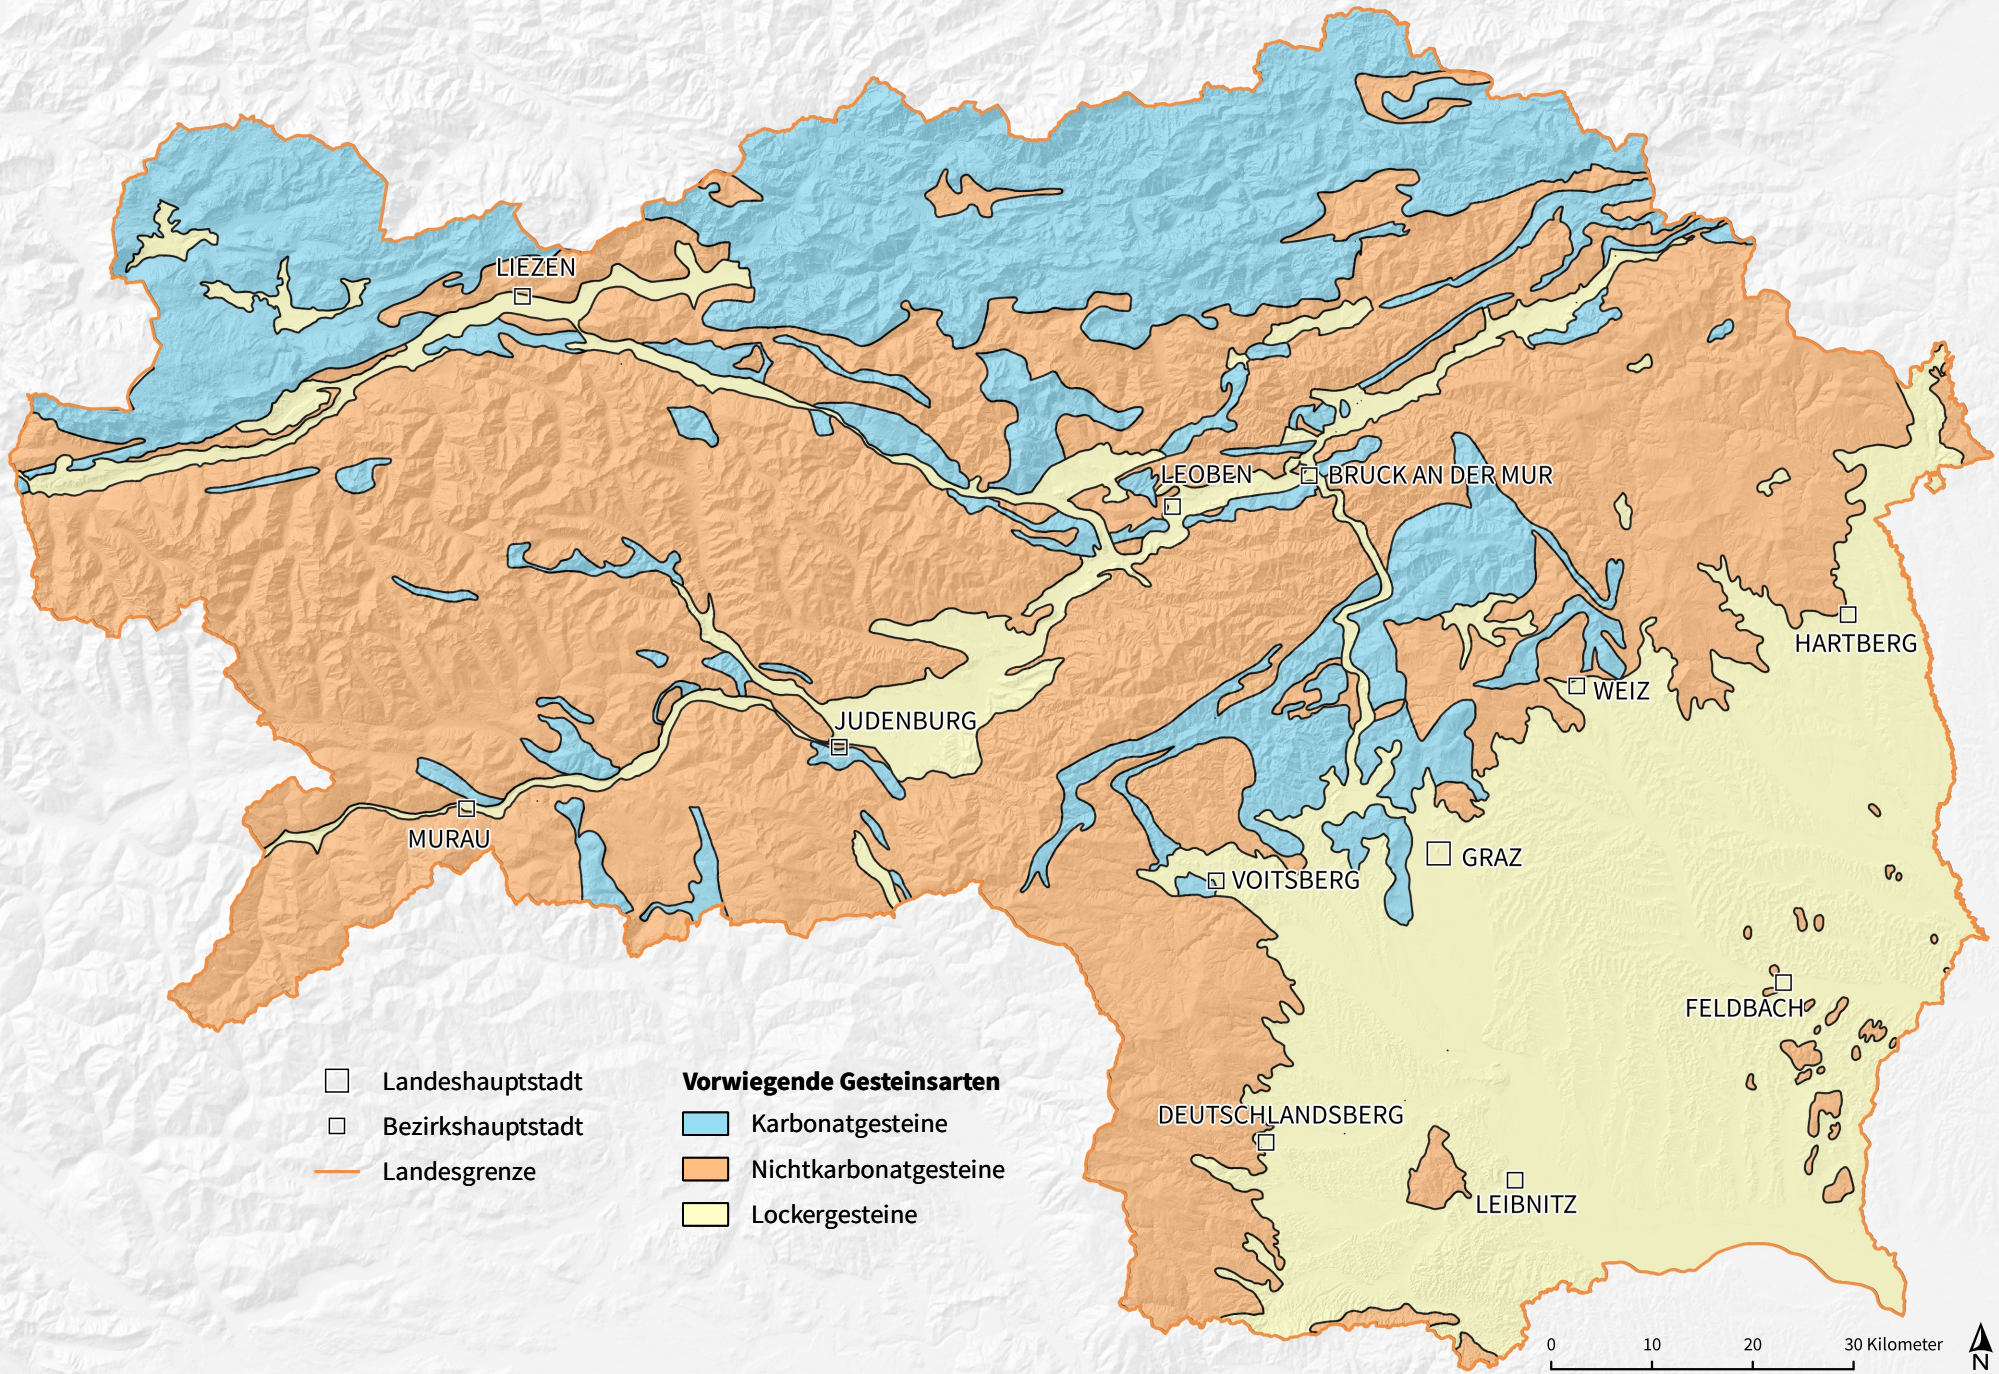 LIEZEN
LEOBEN
BRUCK AN DER MUR
HARTBERG
WEIZ
JUDENBURG
MURAU
GRAZ
VOITSBERG
FELDBACH
DEUTSCHLANDSBERG
LEIBNITZ
Landeshauptstadt
Bezirkshauptstadt
Landesgrenze
Vorwiegende Gesteinsarten
Karbonatgesteine
Nichtkarbonatgesteine
Lockergesteine
0 10 20 30 Kilometer
N